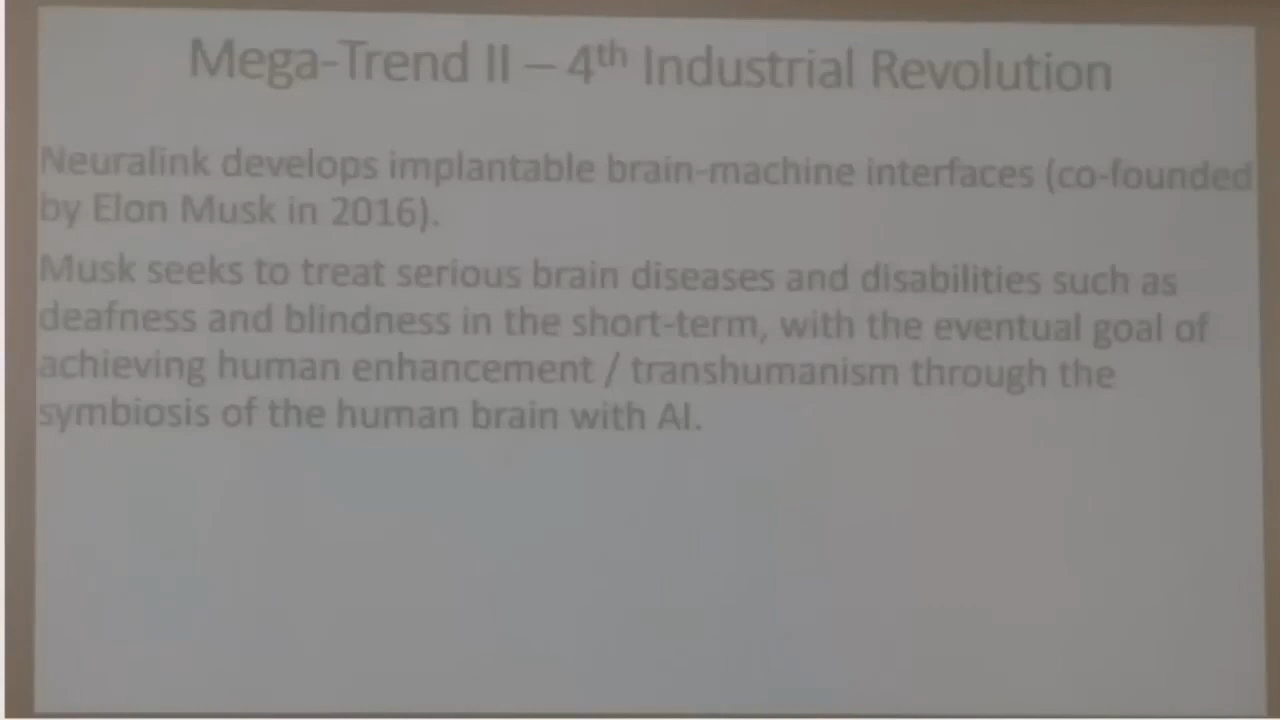 Mega-Trend II – 4th Industrial Revolution
Neuralink develops implantable brain-machine interfaces (co-founded
by Elon Musk in 2016).
Musk seeks to treat serious brain diseases and disabilities such as
deafness and blindness in the short-term, with the eventual goal of
achieving human enhancement / transhumanism through the
symbiosis of the human brain with AI.